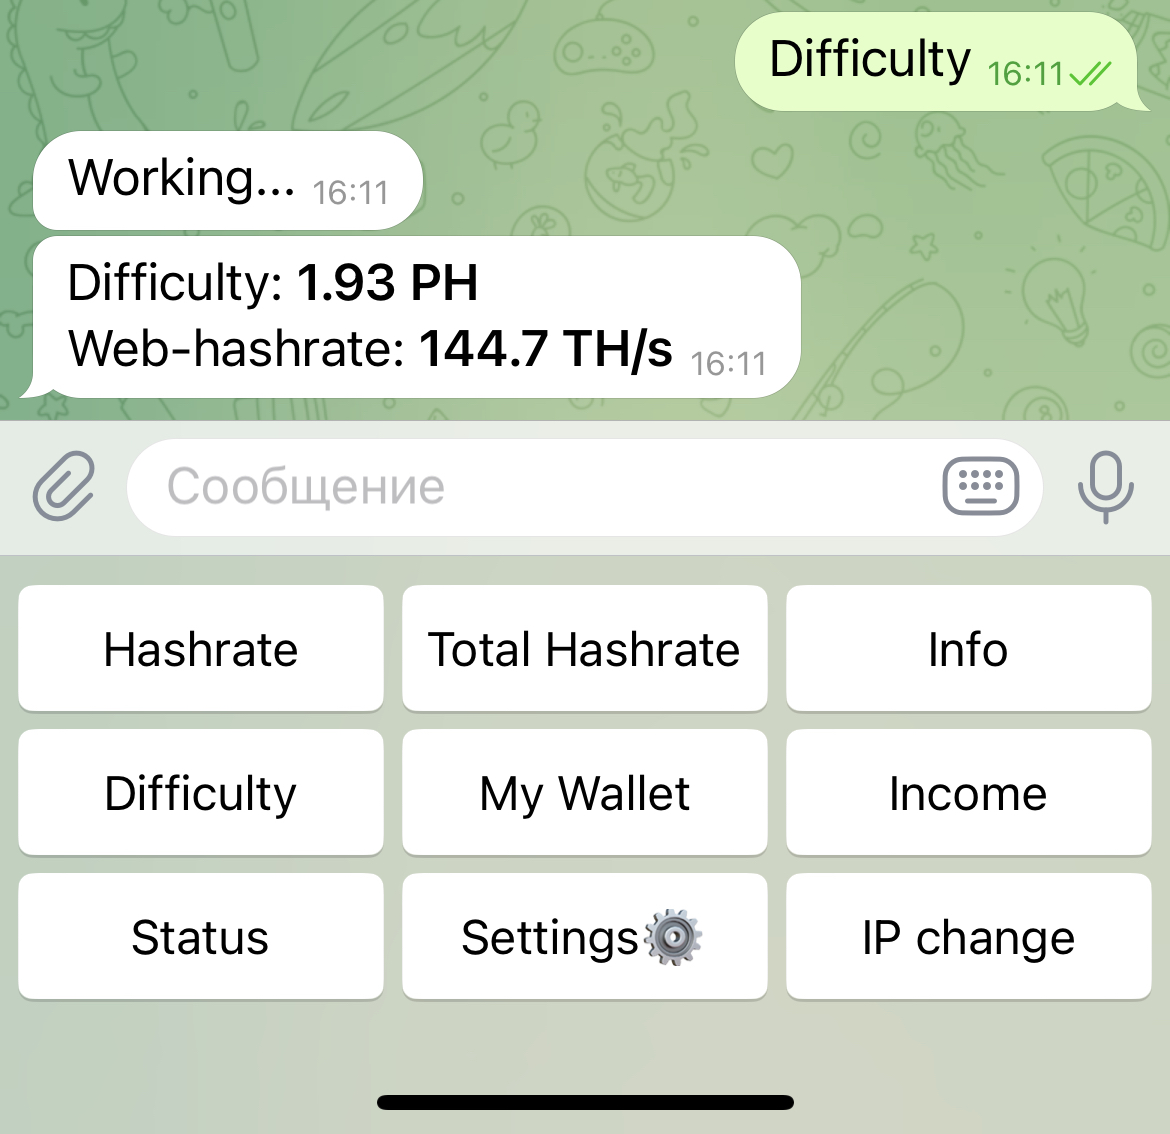 Difficulty 16:11
Working... 16:11
Difficulty: 1.93 PH
Web-hashrate: 144.7 TH/s 16:11
Сообщение
Hashrate
Total Hashrate
Info
Difficulty
My Wallet
Income
Status
Settings⚙️
IP change